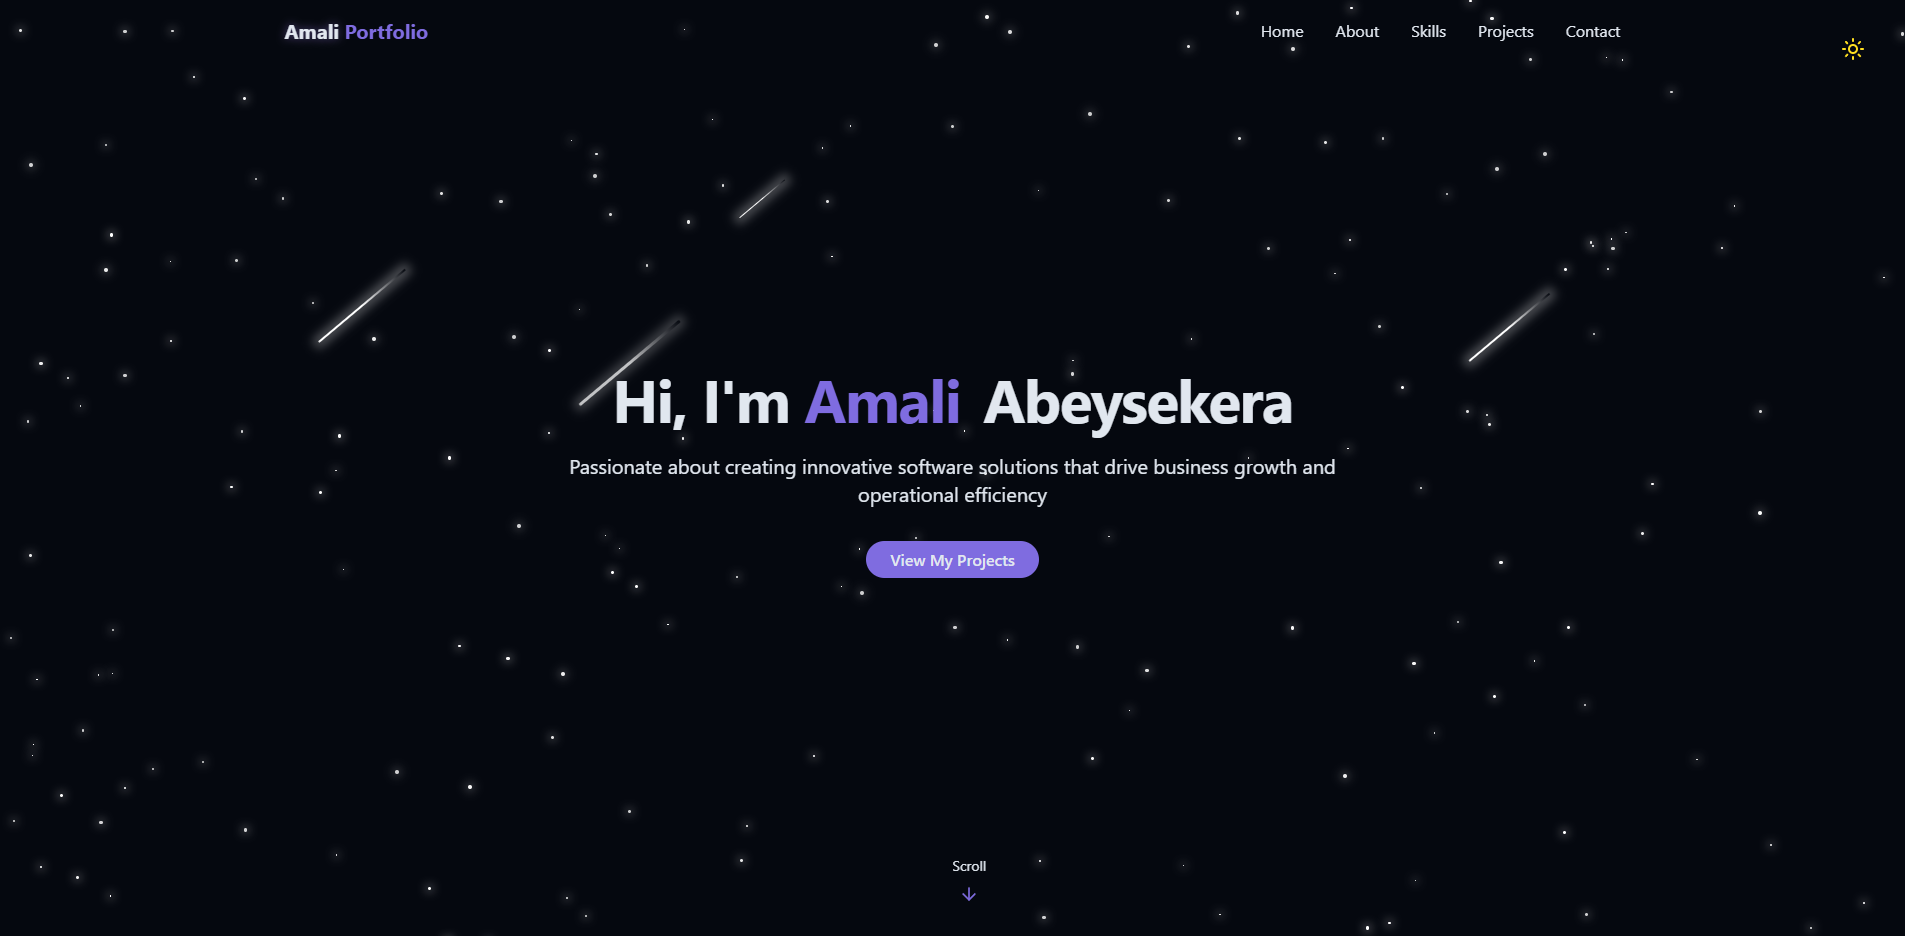 Amali Portfolio
Home About Skills Projects Contact
Hi, I'm Amali Abeysekera
Passionate about creating innovative software solutions that drive business growth and
operational efficiency
View My Projects
Scroll